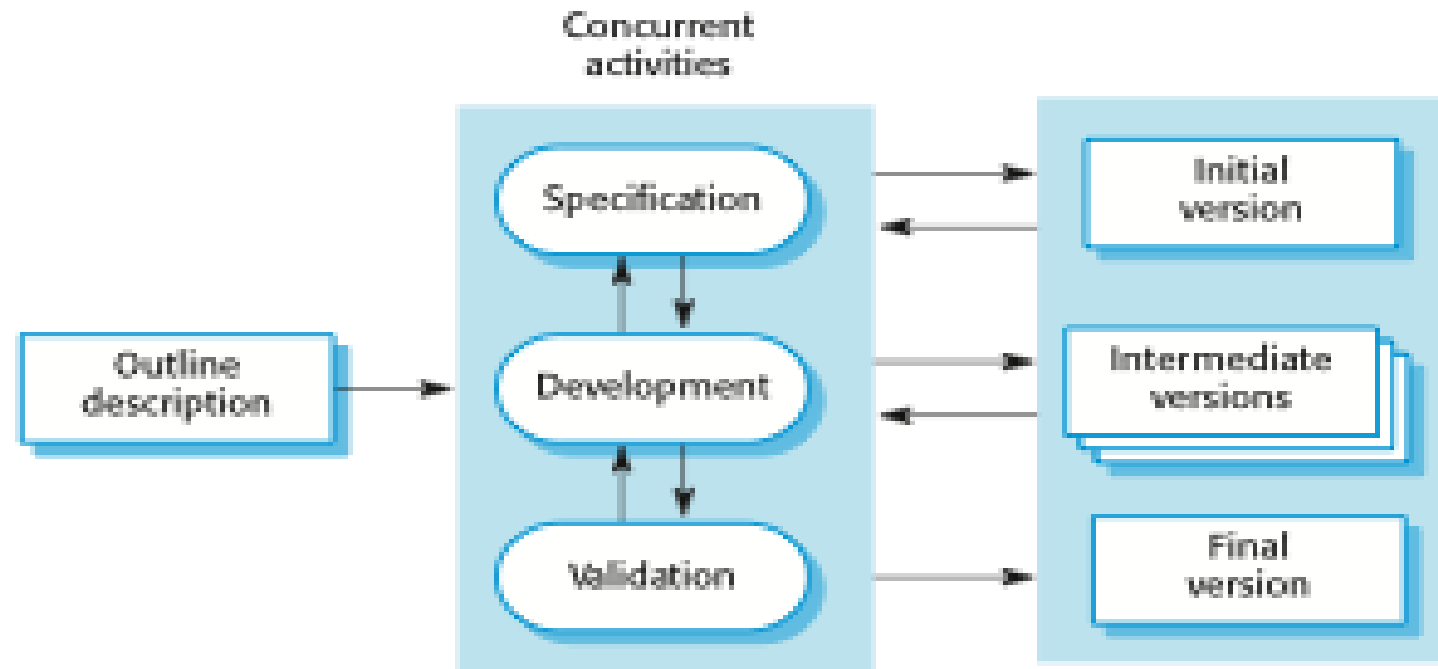 Concurrent
activities
Specification
Initial
version
Outline
description
Development
Intermediate
versions
Validation
Final
version